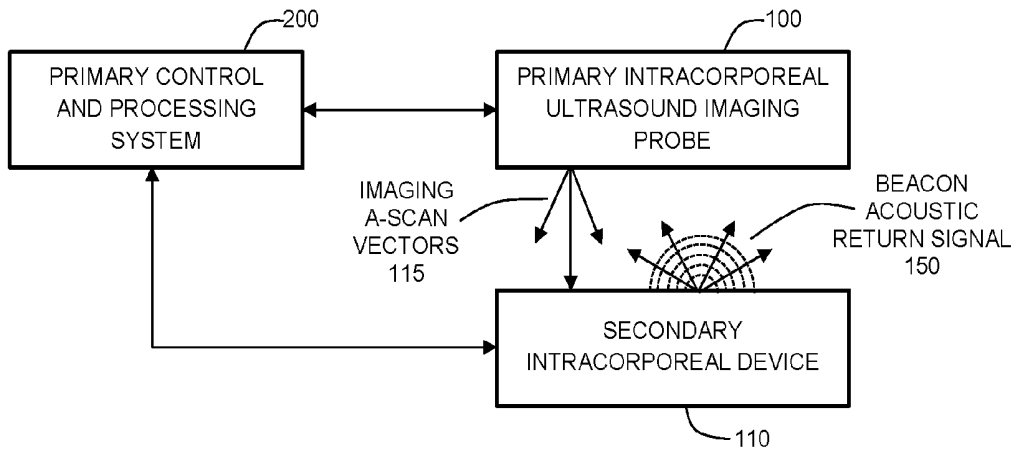 200
PRIMARY CONTROL
AND PROCESSING
SYSTEM
100
PRIMARY INTRACORPOREAL
ULTRASOUND IMAGING
PROBE
IMAGING
A-SCAN
VECTORS
115
BEACON
ACOUSTIC
RETURN SIGNAL
150
SECONDARY
INTRACORPOREAL DEVICE
110